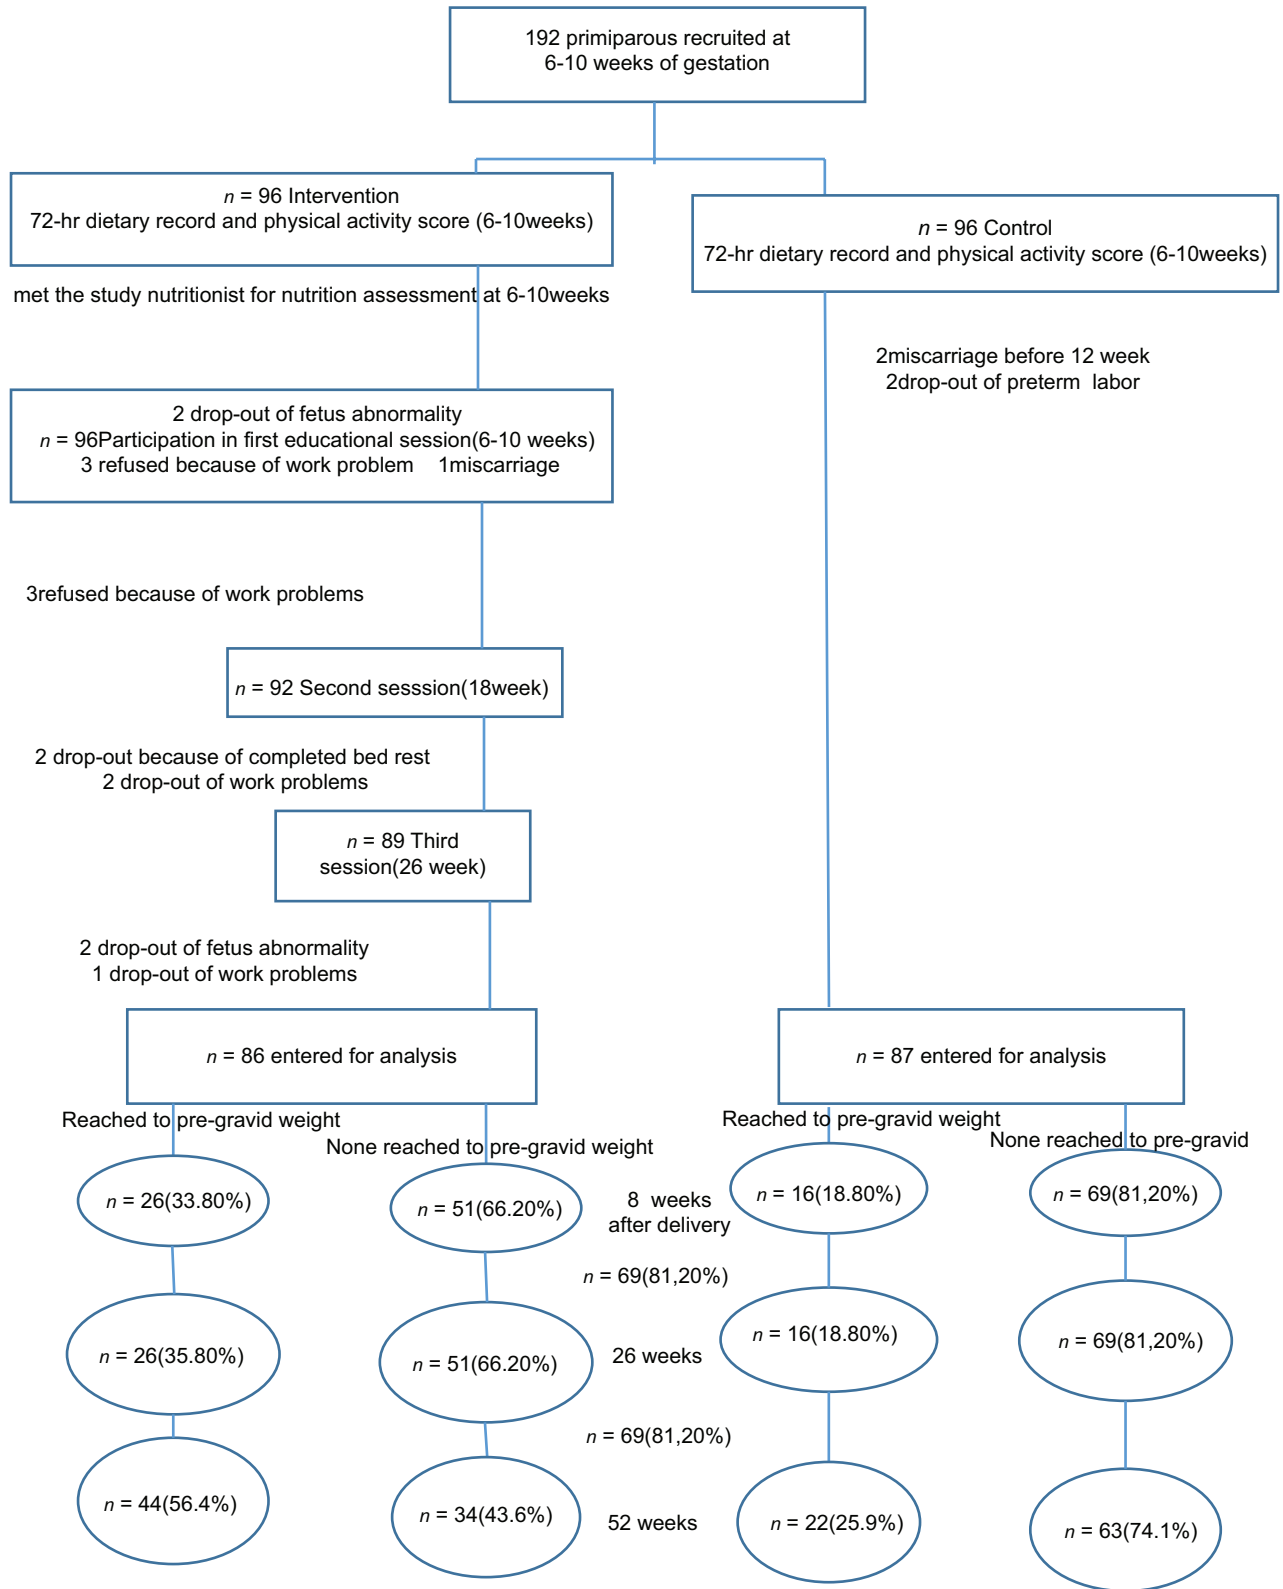 192 primiparous recruited at
6-10 weeks of gestation
n = 96 Intervention
72-hr dietary record and physical activity score (6-10weeks)
n = 96 Control
72-hr dietary record and physical activity score (6-10weeks)
met the study nutritionist for nutrition assessment at 6-10weeks
2miscarriage before 12 week
2drop-out of preterm labor
2 drop-out of fetus abnormality
n = 96Participation in first educational session(6-10 weeks)
3 refused because of work problem 1miscarriage
3refused because of work problems
n = 92 Second sesssion(18week)
2 drop-out because of completed bed rest
2 drop-out of work problems
n = 89 Third
session(26 week)
2 drop-out of fetus abnormality
1 drop-out of work problems
n = 86 entered for analysis
n = 87 entered for analysis
Reached to pre-gravid weight
None reached to pre-gravid weight
Reached to pre-gravid weight
None reached to pre-gravid
n = 26(33.80%)
n = 51(66.20%)
8 weeks
after delivery
n = 16(18.80%)
n = 69(81,20%)
n = 69(81,20%)
n = 26(35.80%)
n = 51(66.20%)
26 weeks
n = 16(18.80%)
n = 69(81,20%)
n = 69(81,20%)
n = 44(56.4%)
n = 34(43.6%)
52 weeks
n = 22(25.9%)
n = 63(74.1%)